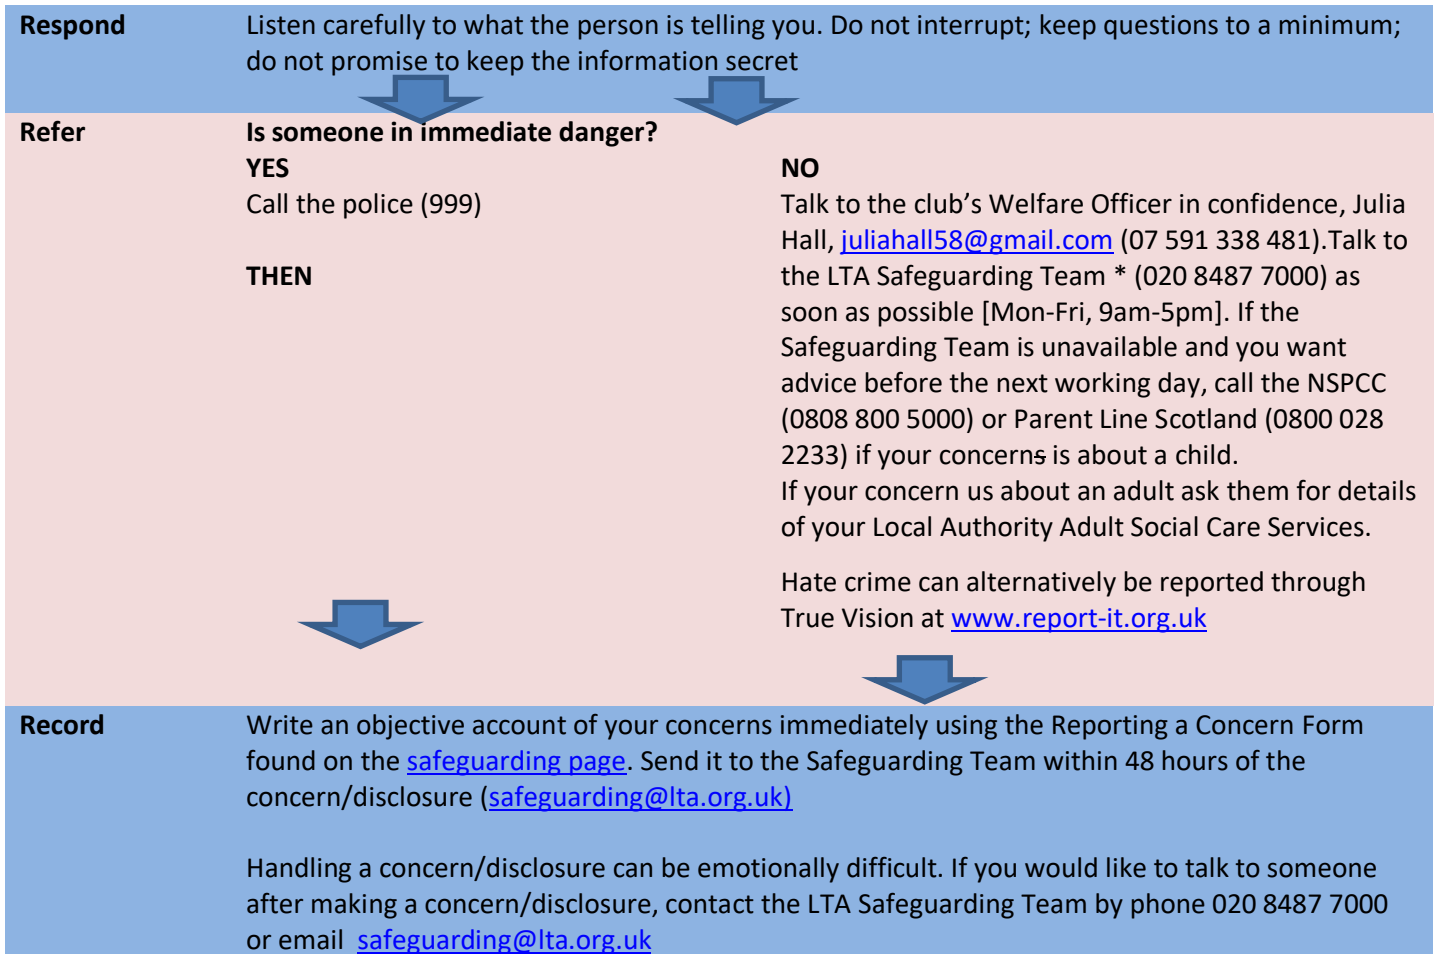 Respond
Listen carefully to what the person is telling you. Do not interrupt; keep questions to a minimum;
do not promise to keep the information secret
Refer
Is someone in immediate danger?
YES
Call the police (999)
THEN
NO
Talk to the club’s Welfare Officer in confidence, Julia
Hall, juliahall58@gmail.com (07 591 338 481).Talk to
the LTA Safeguarding Team * (020 8487 7000) as
soon as possible [Mon-Fri, 9am-5pm]. If the
Safeguarding Team is unavailable and you want
advice before the next working day, call the NSPCC
(0808 800 5000) or Parent Line Scotland (0800 028
2233) if your concerns is about a child.
If your concern us about an adult ask them for details
of your Local Authority Adult Social Care Services.
Hate crime can alternatively be reported through
True Vision at www.report-it.org.uk
Record
Write an objective account of your concerns immediately using the Reporting a Concern Form
found on the safeguarding page. Send it to the Safeguarding Team within 48 hours of the
concern/disclosure (safeguarding@lta.org.uk)
Handling a concern/disclosure can be emotionally difficult. If you would like to talk to someone
after making a concern/disclosure, contact the LTA Safeguarding Team by phone 020 8487 7000
or email safeguarding@lta.org.uk